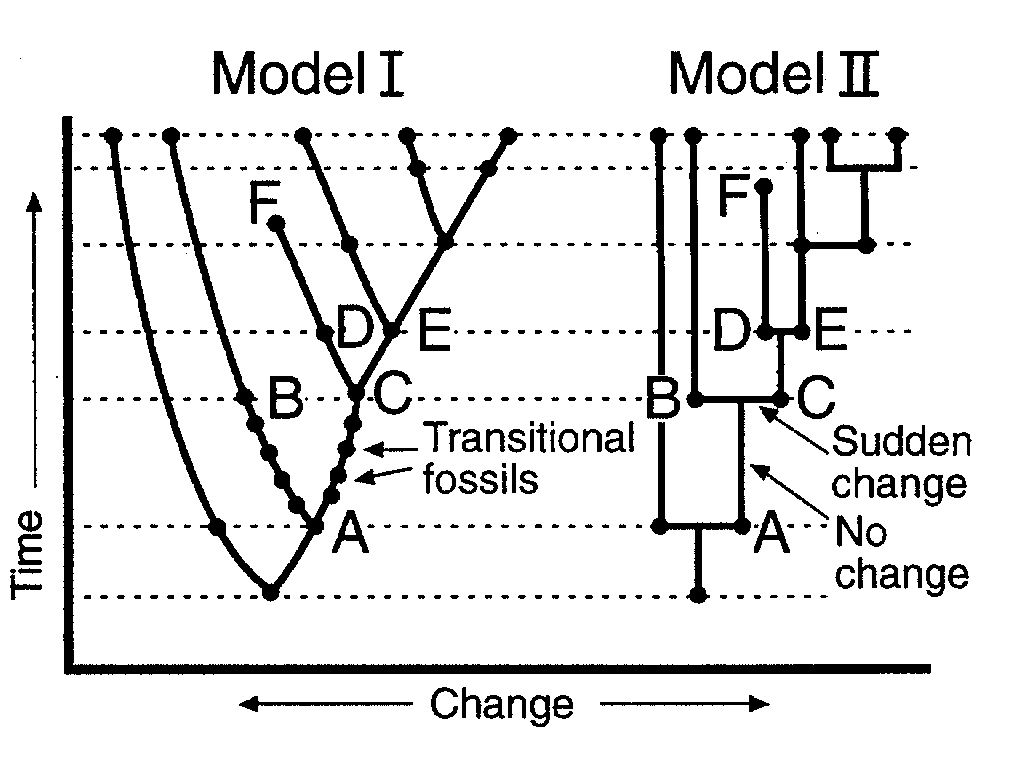 Model I
Model II
F
F
D
E
D
E
B
C
B
C
Transitional
fossils
Sudden
change
A
A
No
change
Time
Change